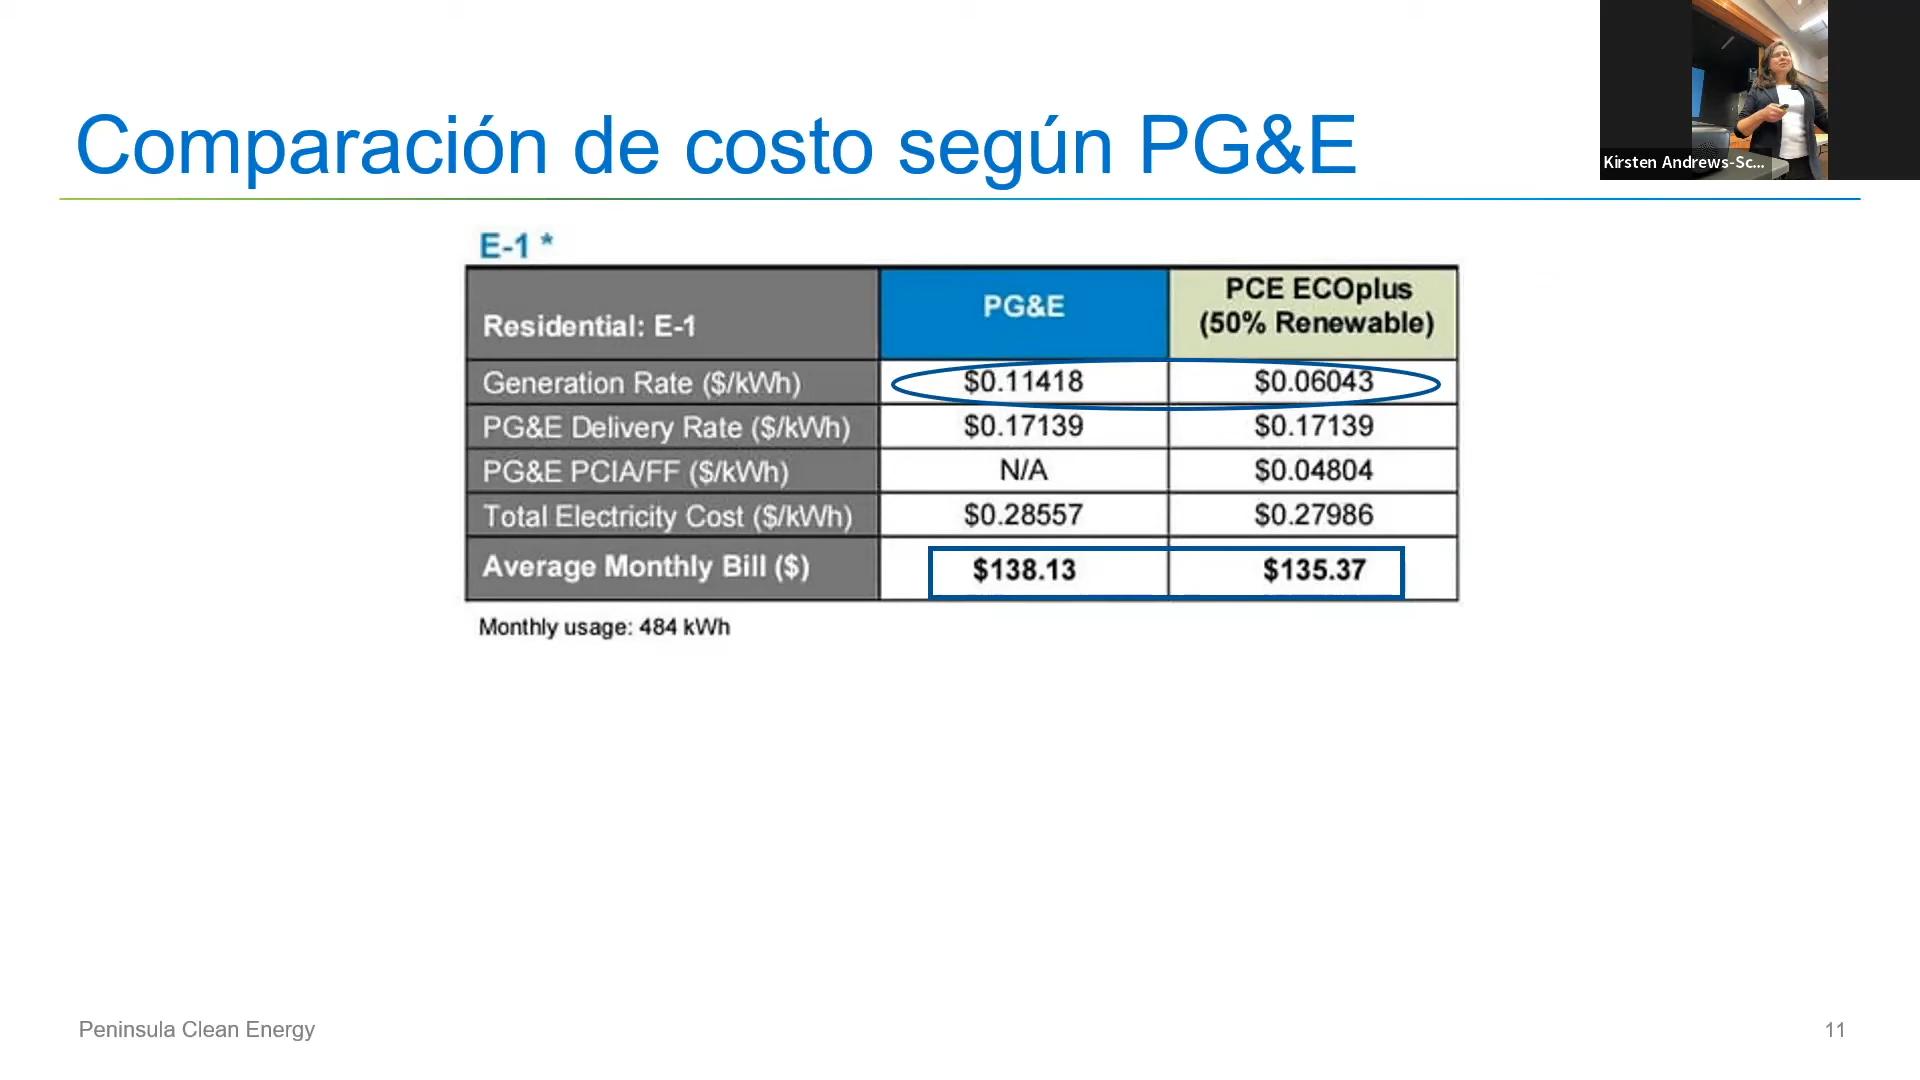 Comparación de costo según PG&E
Kirsten Andrews-Sc...
E-1 *
Residential: E-1 PG&E PCE ECOplus
(50% Renewable)
Generation Rate ($/kWh) $0.11418 $0.06043
PG&E Delivery Rate ($/kWh) $0.17139 $0.17139
PG&E PCIA/FF ($/kWh) N/A $0.04804
Total Electricity Cost ($/kWh) $0.28557 $0.27986
Average Monthly Bill ($) $138.13 $135.37
Monthly usage: 484 kWh
Peninsula Clean Energy 11